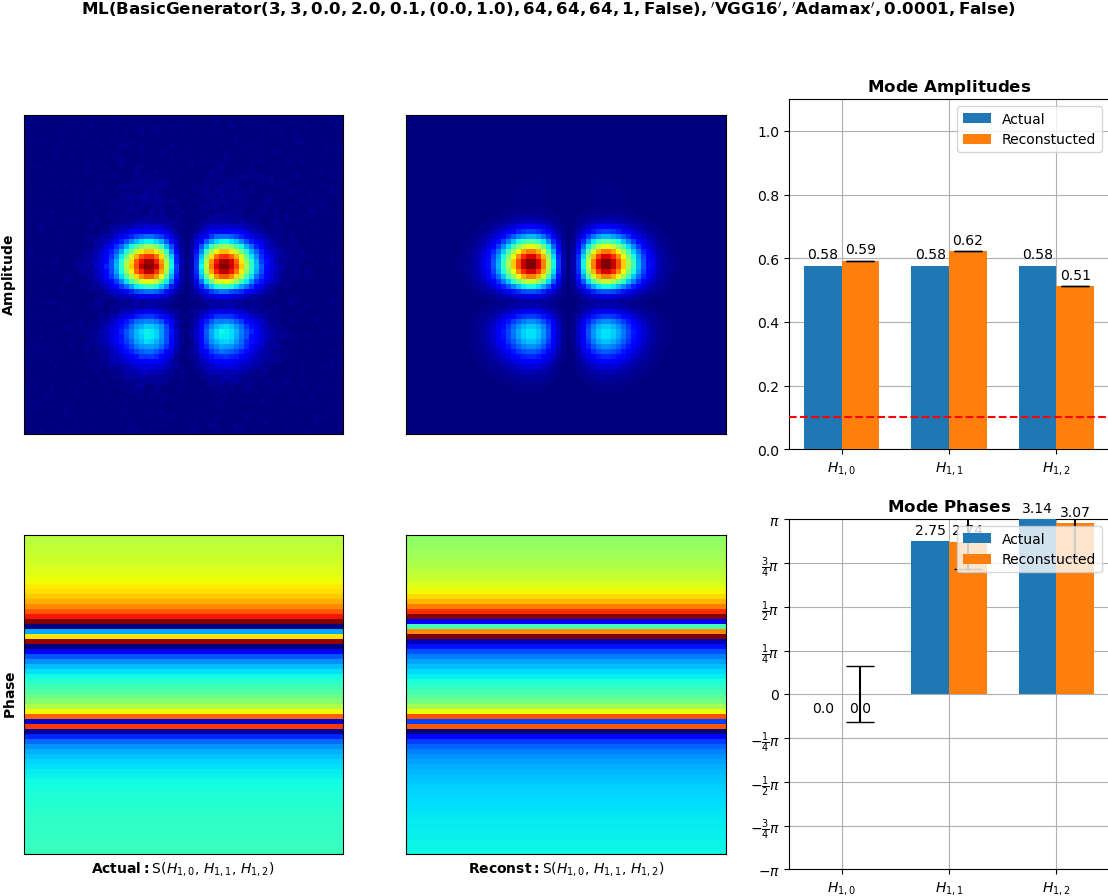 ML(BasicGenerator(3, 3, 0.0, 2.0, 0.1, (0.0, 1.0), 64, 64, 64, 1, False), ′VGG16′, ′Adamax′, 0.0001, False)
Amplitude
Mode Amplitudes
Actual
Reconstucted
1.0
0.8
0.6
0.4
0.2
0.0
0.58 0.59
0.58 0.62
0.58 0.51
H1,0 H1,1 H1,2
Phase
Actual: S(H1,0, H1,1, H1,2)
Reconst: S(H1,0, H1,1, H1,2)
Mode Phases
Actual
Reconstucted
π
3/4π
1/2π
1/4π
0
−1/4π
−1/2π
−3/4π
−π
0.0 0.0
2.75 2.74
3.14 3.07
H1,0 H1,1 H1,2